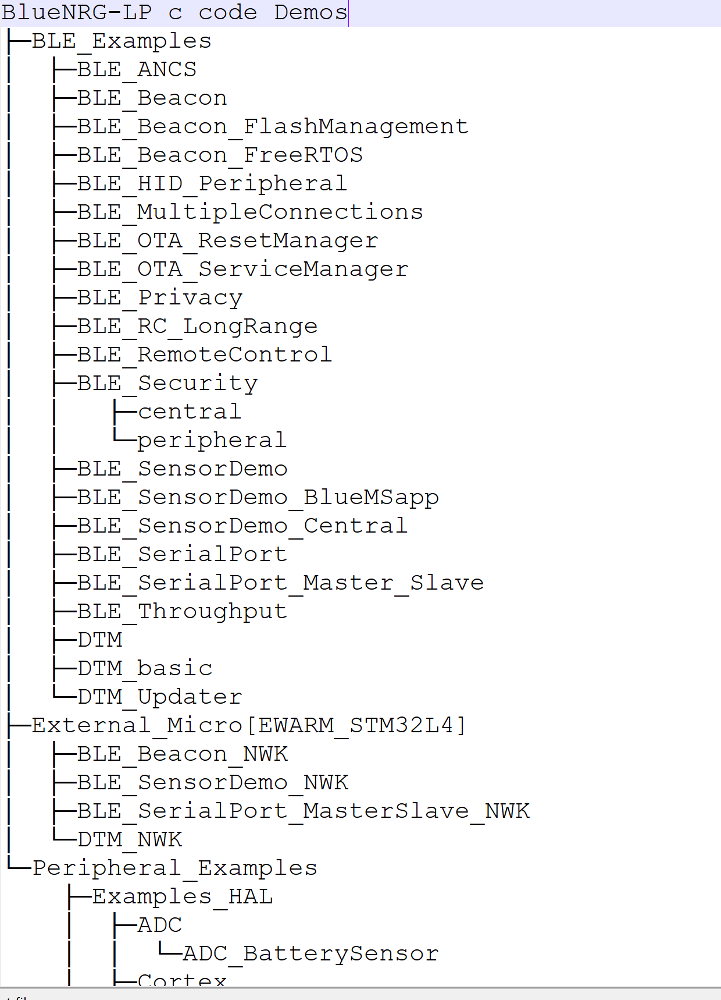 BlueNRG-LP c code Demos
├─BLE_Examples
│  ├─BLE_ANCS
│  ├─BLE_Beacon
│  ├─BLE_Beacon_FlashManagement
│  ├─BLE_Beacon_FreeRTOS
│  ├─BLE_HID_Peripheral
│  ├─BLE_MultipleConnections
│  ├─BLE_OTA_ResetManager
│  ├─BLE_OTA_ServiceManager
│  ├─BLE_Privacy
│  ├─BLE_RC_LongRange
│  ├─BLE_RemoteControl
│  ├─BLE_Security
│  │   ├─central
│  │   └─peripheral
│  ├─BLE_SensorDemo
│  ├─BLE_SensorDemo_BlueMSapp
│  ├─BLE_SensorDemo_Central
│  ├─BLE_SerialPort
│  ├─BLE_SerialPort_Master_Slave
│  ├─BLE_Throughput
│  ├─DTM
│  ├─DTM_basic
│  └─DTM_Updater
├─External_Micro[EWARM_STM32L4]
│  ├─BLE_Beacon_NWK
│  ├─BLE_SensorDemo_NWK
│  ├─BLE_SerialPort_MasterSlave_NWK
│  └─DTM_NWK
└─Peripheral_Examples
    ├─Examples_HAL
    │  ├─ADC
    │  │  └─ADC_BatterySensor
    │  ├─Cortex